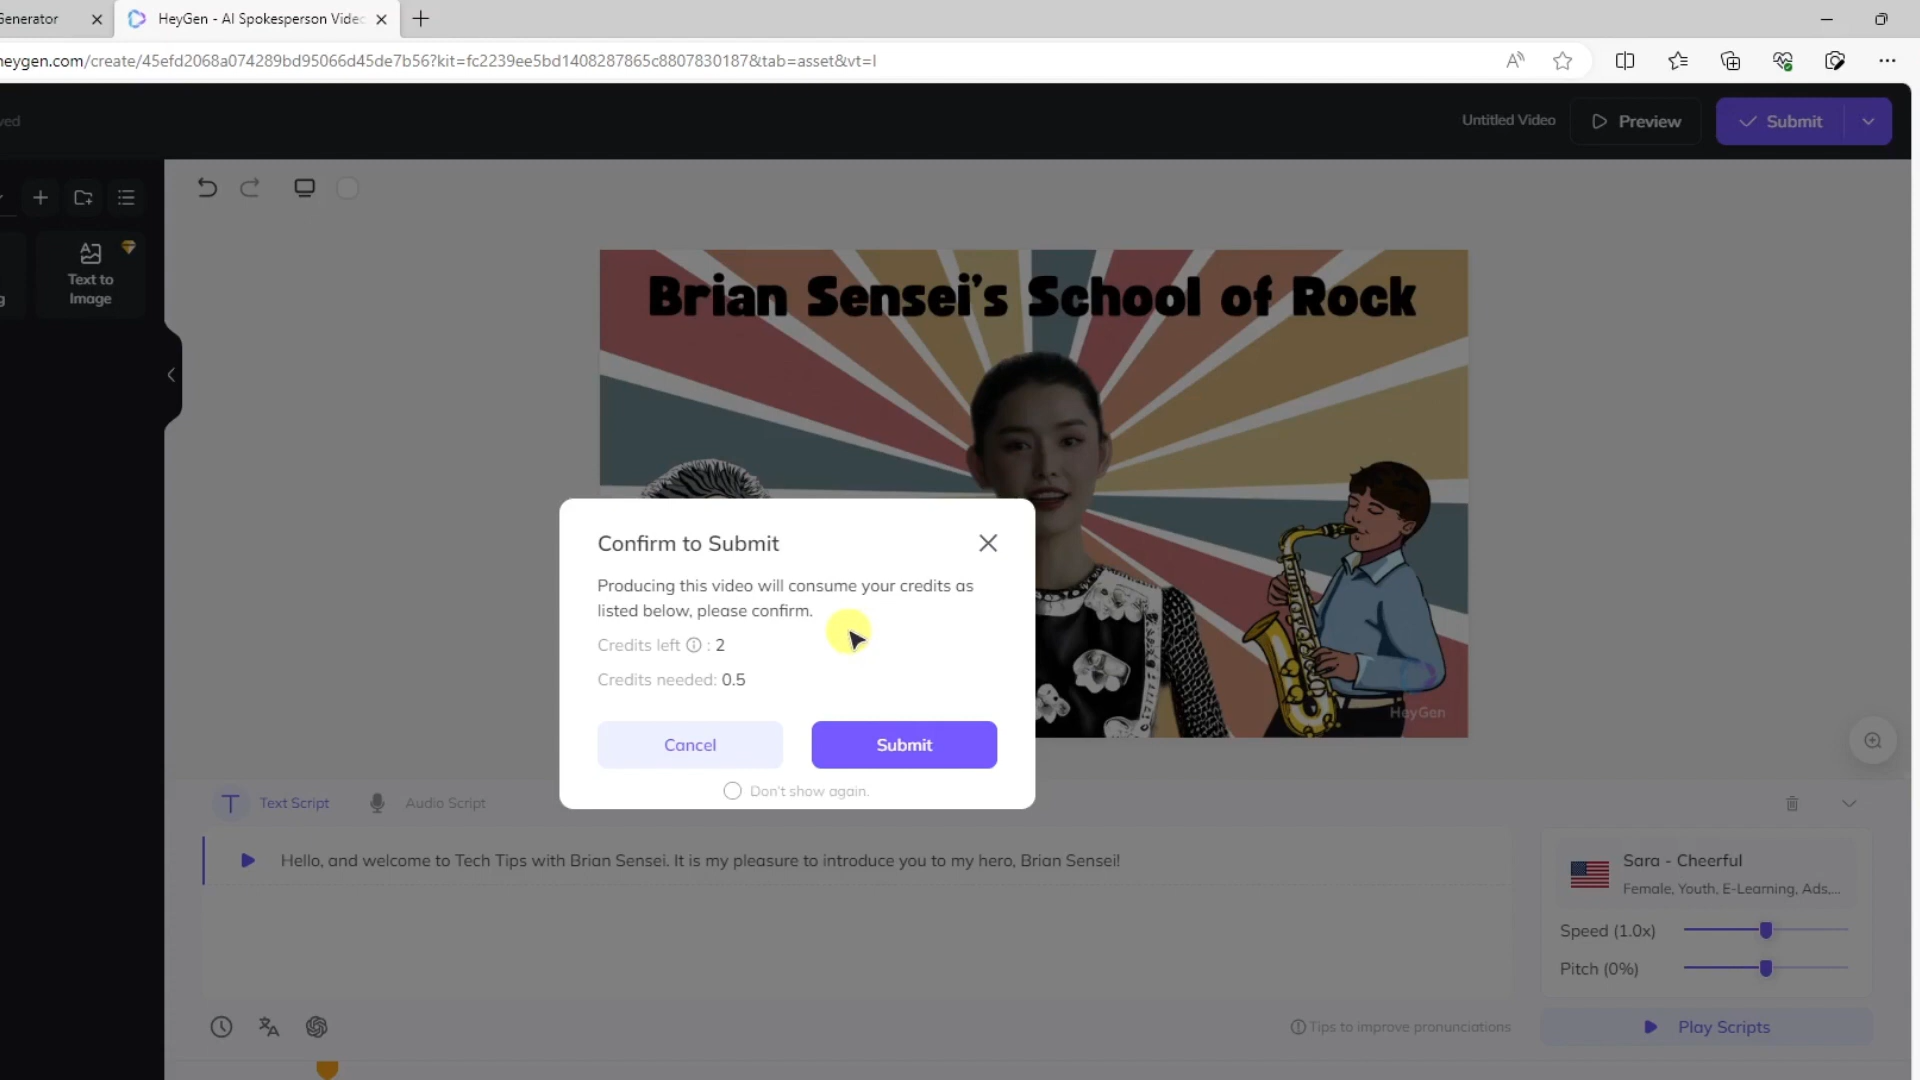 Generator
HeyGen - AI Spokesperson Vide
heygen.com/create/45efd2068a074289bd95066d45de7b56?kit=fc2239ee5bd1408287865c8807830187&tab=asset&vt=l
ved
Untitled Video
Preview
Submit
Text to
Image
g
Brian Sensei's School of Rock
HeyGen
Confirm to Submit
Producing this video will consume your credits as
listed below, please confirm.
Credits left : 2
Credits needed: 0.5
Cancel
Submit
Don't show again.
Text Script
Audio Script
Hello, and welcome to Tech Tips with Brian Sensei. It is my pleasure to introduce you to my hero, Brian Sensei!
Sara - Cheerful
Female, Youth, E-Learning, Ads,...
Speed (1.0x)
Pitch (0%)
Tips to improve pronunciations
Play Scripts